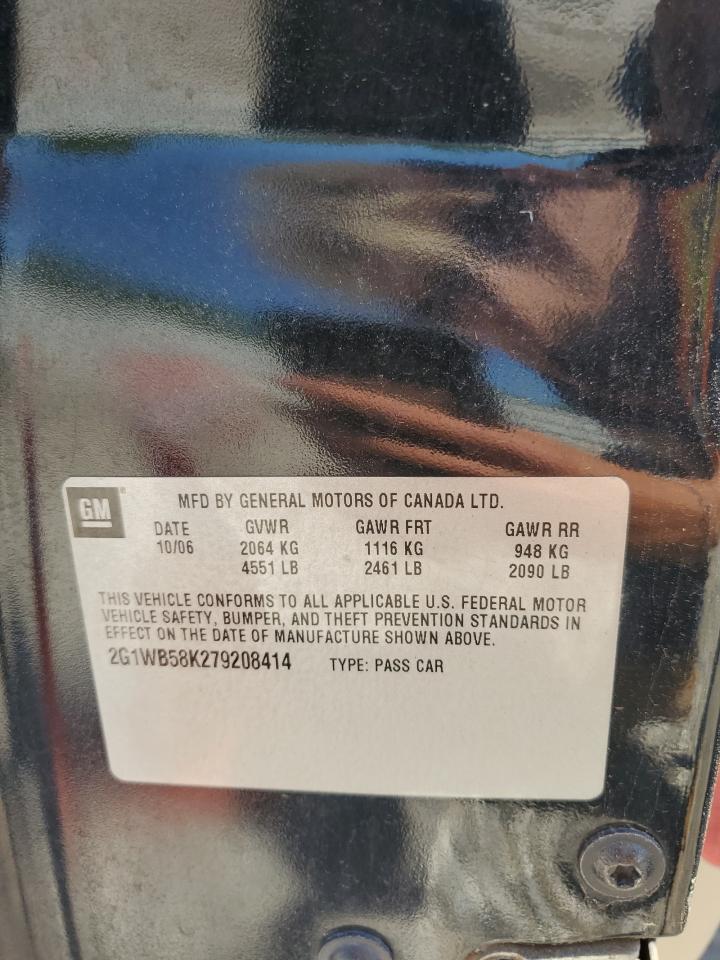 GM
MFD BY GENERAL MOTORS OF CANADA LTD.
DATE GVWR GAWR FRT GAWR RR
10/06 2064 KG 1116 KG 948 KG
4551 LB 2461 LB 2090 LB
THIS VEHICLE CONFORMS TO ALL APPLICABLE U.S. FEDERAL MOTOR
VEHICLE SAFETY, BUMPER, AND THEFT PREVENTION STANDARDS IN
EFFECT ON THE DATE OF MANUFACTURE SHOWN ABOVE.
2G1WB58K279208414 TYPE: PASS CAR